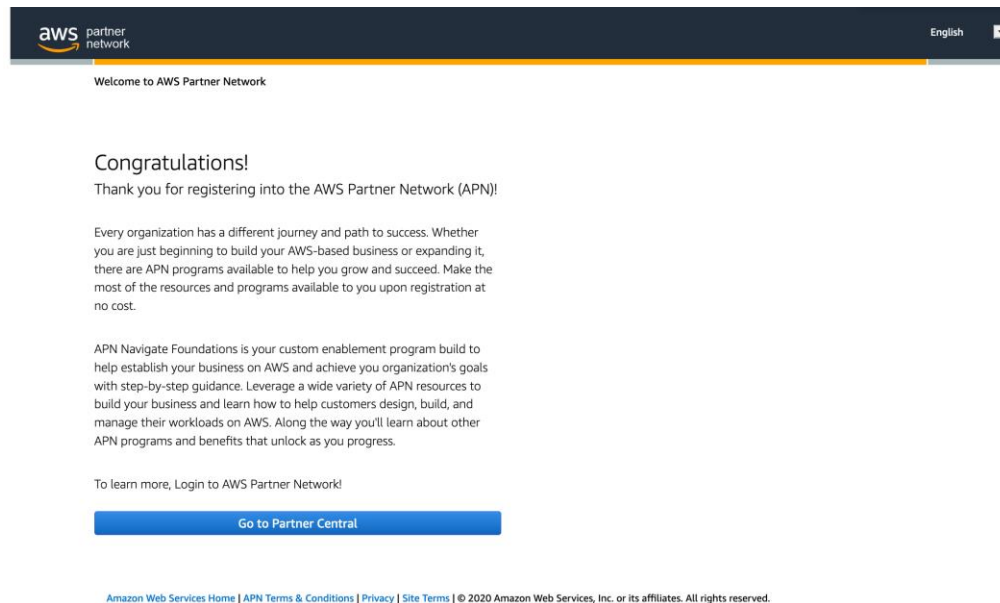 aws partner
network
English
Welcome to AWS Partner Network
Congratulations!
Thank you for registering into the AWS Partner Network (APN)!
Every organization has a different journey and path to success. Whether
you are just beginning to build your AWS-based business or expanding it,
there are APN programs available to help you grow and succeed. Make the
most of the resources and programs available to you upon registration at
no cost.
APN Navigate Foundations is your custom enablement program build to
help establish your business on AWS and achieve you organization's goals
with step-by-step guidance. Leverage a wide variety of APN resources to
build your business and learn how to help customers design, build, and
manage their workloads on AWS. Along the way you'll learn about other
APN programs and benefits that unlock as you progress.
To learn more, Login to AWS Partner Network!
Go to Partner Central
Amazon Web Services Home | APN Terms & Conditions | Privacy | Site Terms | © 2020 Amazon Web Services, Inc. or its affiliates. All rights reserved.